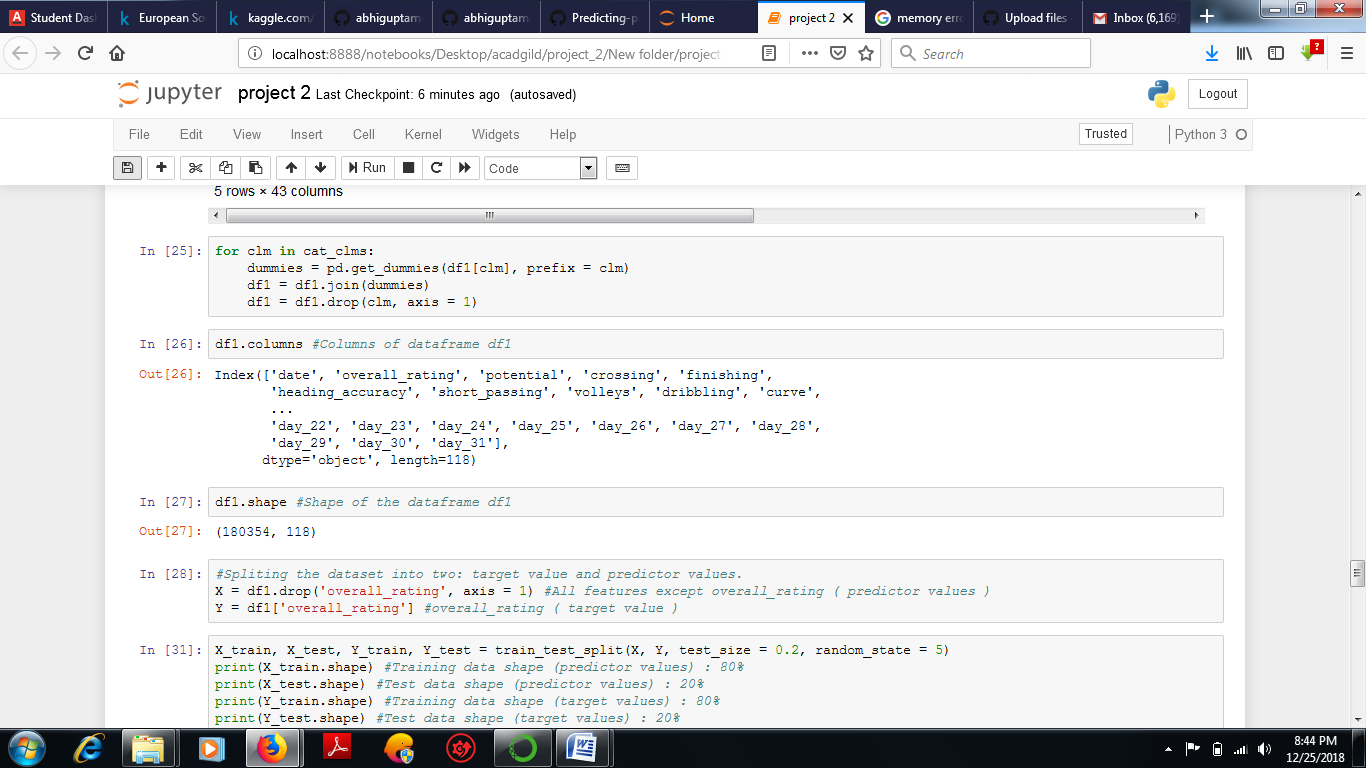 Student Das
European So
kaggle.com/
abhiguptam
abhiguptam
Predicting-p
Home
project 2
memory erro
Upload files
Inbox (6,169
localhost:8888/notebooks/Desktop/acadgild/project_2/New folder/project
Search
jupyter project 2 Last Checkpoint: 6 minutes ago (autosaved)
Logout
File Edit View Insert Cell Kernel Widgets Help
Trusted
Python 3
Run
Code
5 rows × 43 columns
In [25]: for clm in cat_clms:
dummies = pd.get_dummies(df1[clm], prefix = clm)
df1 = df1.join(dummies)
df1 = df1.drop(clm, axis = 1)
In [26]: df1.columns #Columns of dataframe df1
Out[26]: Index(['date', 'overall_rating', 'potential', 'crossing', 'finishing',
'heading_accuracy', 'short_passing', 'volleys', 'dribbling', 'curve',
...
'day_22', 'day_23', 'day_24', 'day_25', 'day_26', 'day_27', 'day_28',
'day_29', 'day_30', 'day_31'],
dtype='object', length=118)
In [27]: df1.shape #Shape of the dataframe df1
Out[27]: (180354, 118)
In [28]: #Spliting the dataset into two: target value and predictor values.
X = df1.drop('overall_rating', axis = 1) #All features except overall_rating ( predictor values )
Y = df1['overall_rating'] #overall_rating ( target value )
In [31]: X_train, X_test, Y_train, Y_test = train_test_split(X, Y, test_size = 0.2, random_state = 5)
print(X_train.shape) #Training data shape (predictor values) : 80%
print(X_test.shape) #Test data shape (predictor values) : 20%
print(Y_train.shape) #Training data shape (target values) : 80%
print(Y_test.shape) #Test data shape (target values) : 20%
8:44 PM
12/25/2018